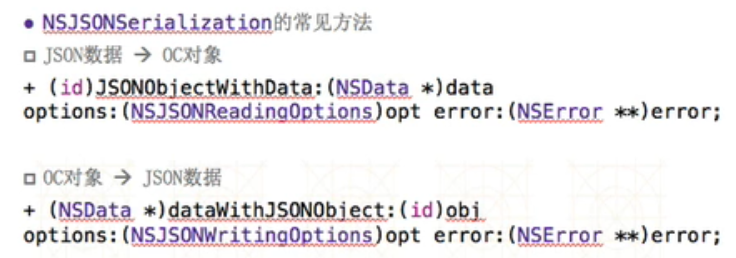 ● NSJSONSerialization的常见方法
□ JSON数据 → OC对象
+ (id)JSONObjectWithData:(NSData *)data
options:(NSJSONReadingOptions)opt error:(NSError **)error;
□ OC对象 → JSON数据
+ (NSData *)dataWithJSONObject:(id)obj
options:(NSJSONWritingOptions)opt error:(NSError **)error;